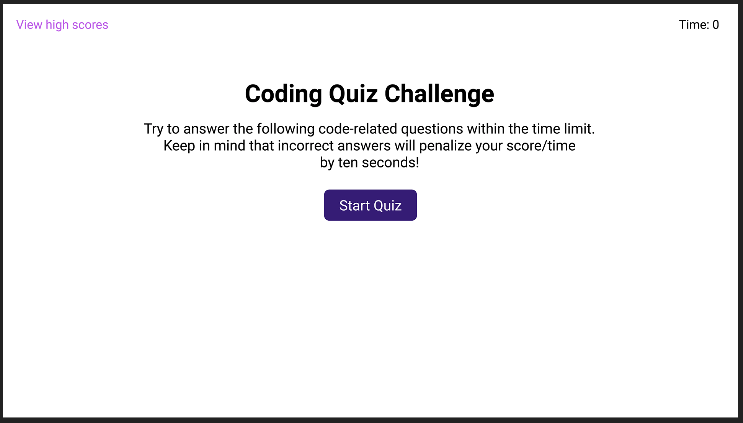 View high scores
Time: 0
Coding Quiz Challenge
Try to answer the following code-related questions within the time limit.
Keep in mind that incorrect answers will penalize your score/time
by ten seconds!
Start Quiz